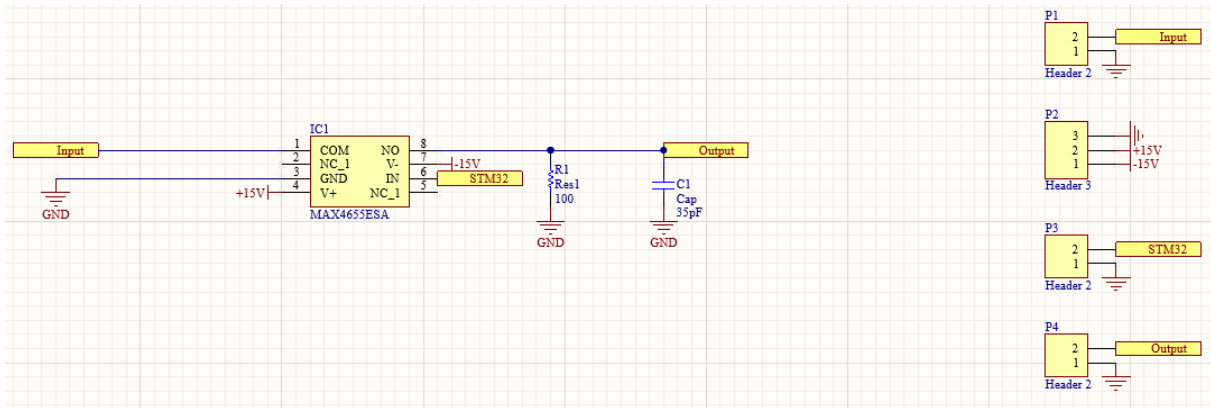 P1
2
Input
1
Header 2
IC1
Input
1
COM
NO
8
2
NC_1
V-
7
-15V
3
GND
IN
6
STM32
+15V
4
V+
NC_1
5
GND
MAX4655ESA
R1
Res1
100
GND
Output
C1
Cap
35pF
GND
P2
3
2
+15V
1
-15V
Header 3
P3
2
STM32
1
Header 2
P4
2
Output
1
Header 2